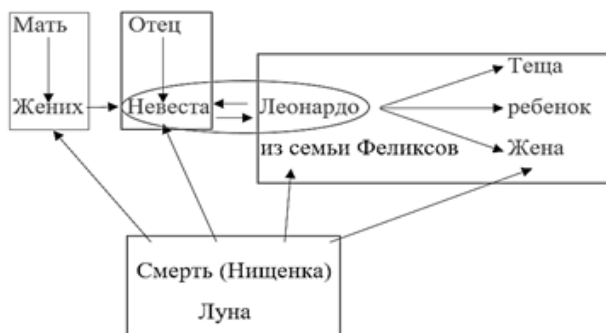 Мать
Отец
Теща
Жених
Невеста
Леонардо
ребенок
из семьи Феликсов
Жена
Смерть (Нищенка)
Луна